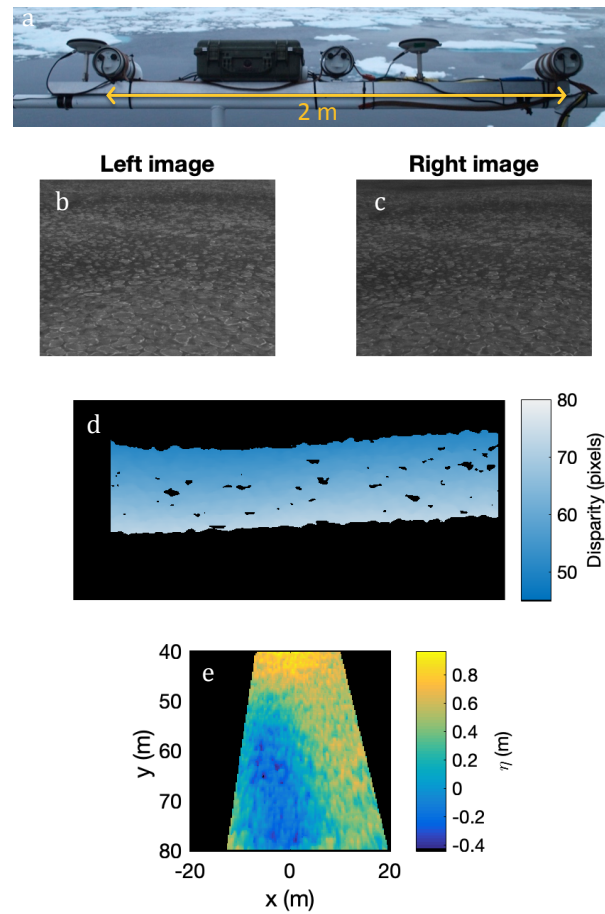 a
2 m
Left image
Right image
b
c
d
80
70
60
50
Disparity (pixels)
e
40
50
60
70
80
y (m)
-20
0
20
x (m)
0.8
0.6
0.4
0.2
0
-0.2
-0.4
η (m)